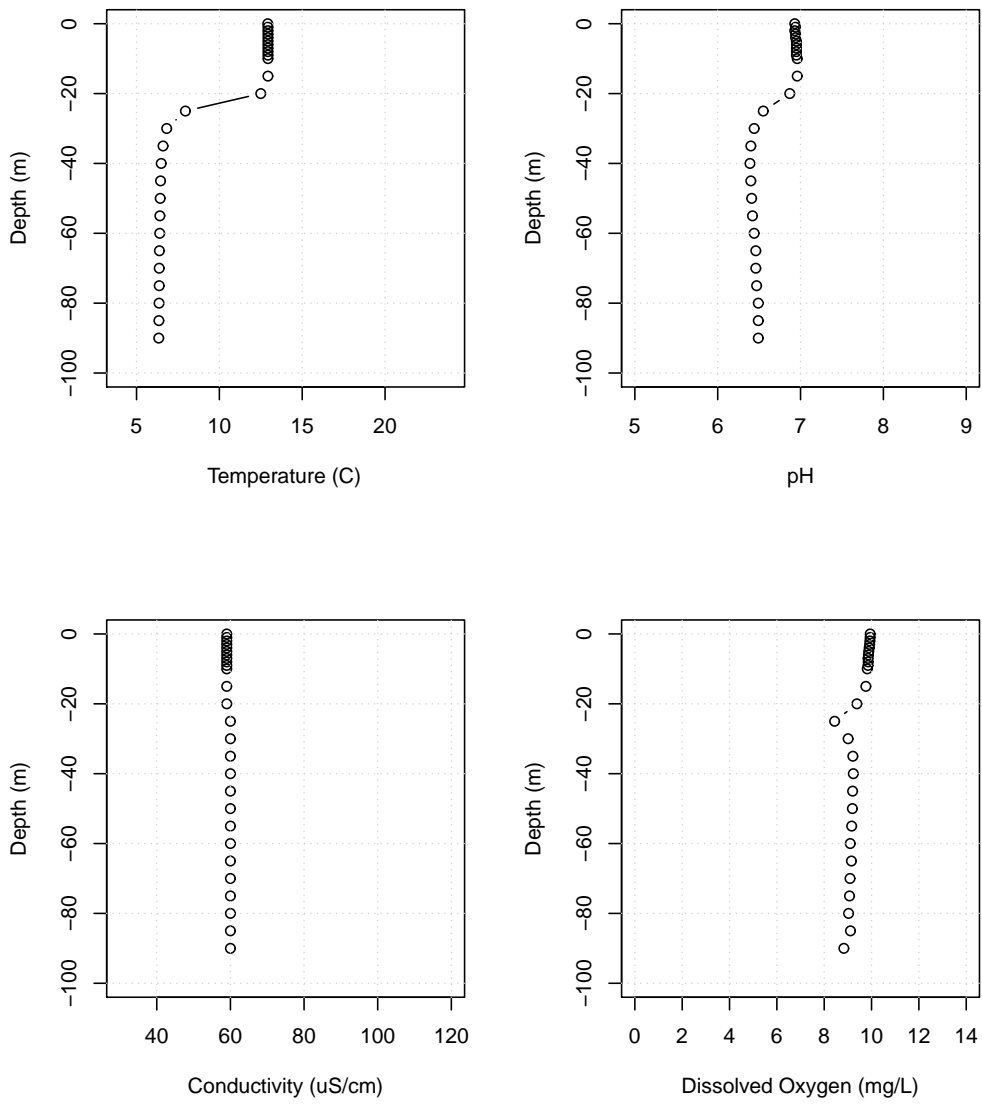 0
−20
−40
−60
−80
−100
Depth (m)
5 10 15 20
Temperature (C)
0
−20
−40
−60
−80
−100
Depth (m)
5 6 7 8 9
pH
0
−20
−40
−60
−80
−100
Depth (m)
40 60 80 100 120
Conductivity (uS/cm)
0
−20
−40
−60
−80
−100
Depth (m)
0 2 4 6 8 10 12 14
Dissolved Oxygen (mg/L)